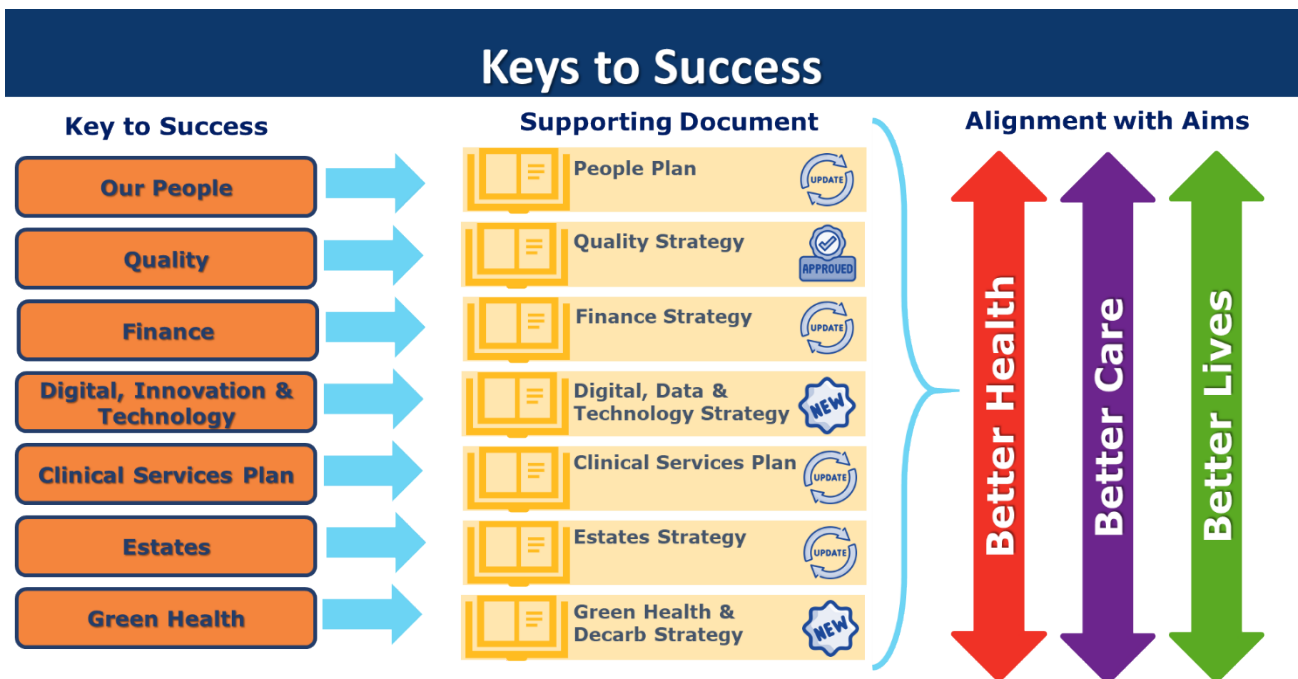 Keys to Success
Key to Success
Supporting Document
Alignment with Aims
Our People
People Plan
UPDATE
Quality
Quality Strategy
APPROVED
Finance
Finance Strategy
UPDATE
Digital, Innovation &
Technology
Digital, Data &
Technology Strategy
NEW
Clinical Services Plan
Clinical Services Plan
UPDATE
Estates
Estates Strategy
UPDATE
Green Health
Green Health &
Decarb Strategy
NEW
Better Health
Better Care
Better Lives